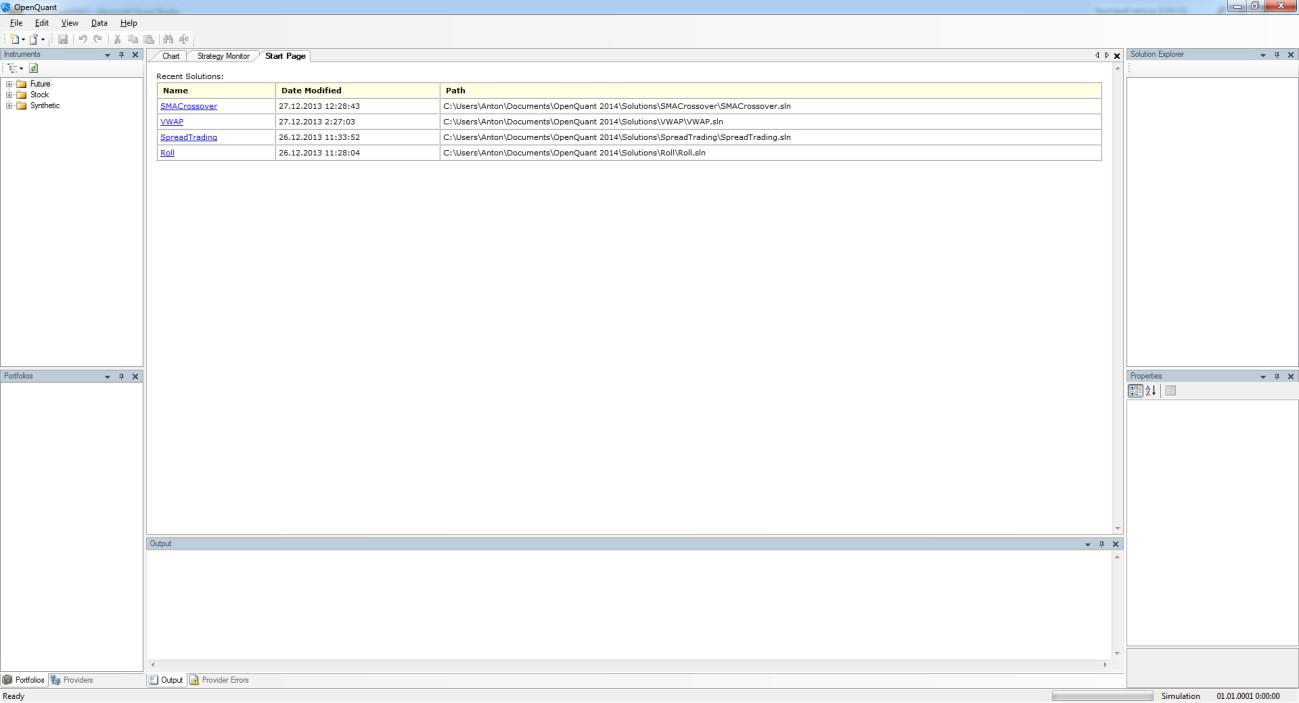 OpenQuant
File Edit View Data Help
Instruments
Future
Stock
Synthetic
Portfolios
Portfolios Providers
Chart Strategy Monitor Start Page
Recent Solutions:
Name Date Modified Path
SMACrossover 27.12.2013 12:28:43 C:\Users\Anton\Documents\OpenQuant 2014\Solutions\SMACrossover\SMACrossover.sln
VWAP 27.12.2013 2:27:03 C:\Users\Anton\Documents\OpenQuant 2014\Solutions\VWAP\VWAP.sln
SpreadTrading 26.12.2013 11:33:52 C:\Users\Anton\Documents\OpenQuant 2014\Solutions\SpreadTrading\SpreadTrading.sln
Roll 26.12.2013 11:28:04 C:\Users\Anton\Documents\OpenQuant 2014\Solutions\Roll\Roll.sln
Output
Output Provider Errors
Solution Explorer
Properties
Ready
Simulation 01.01.0001 0:00:00